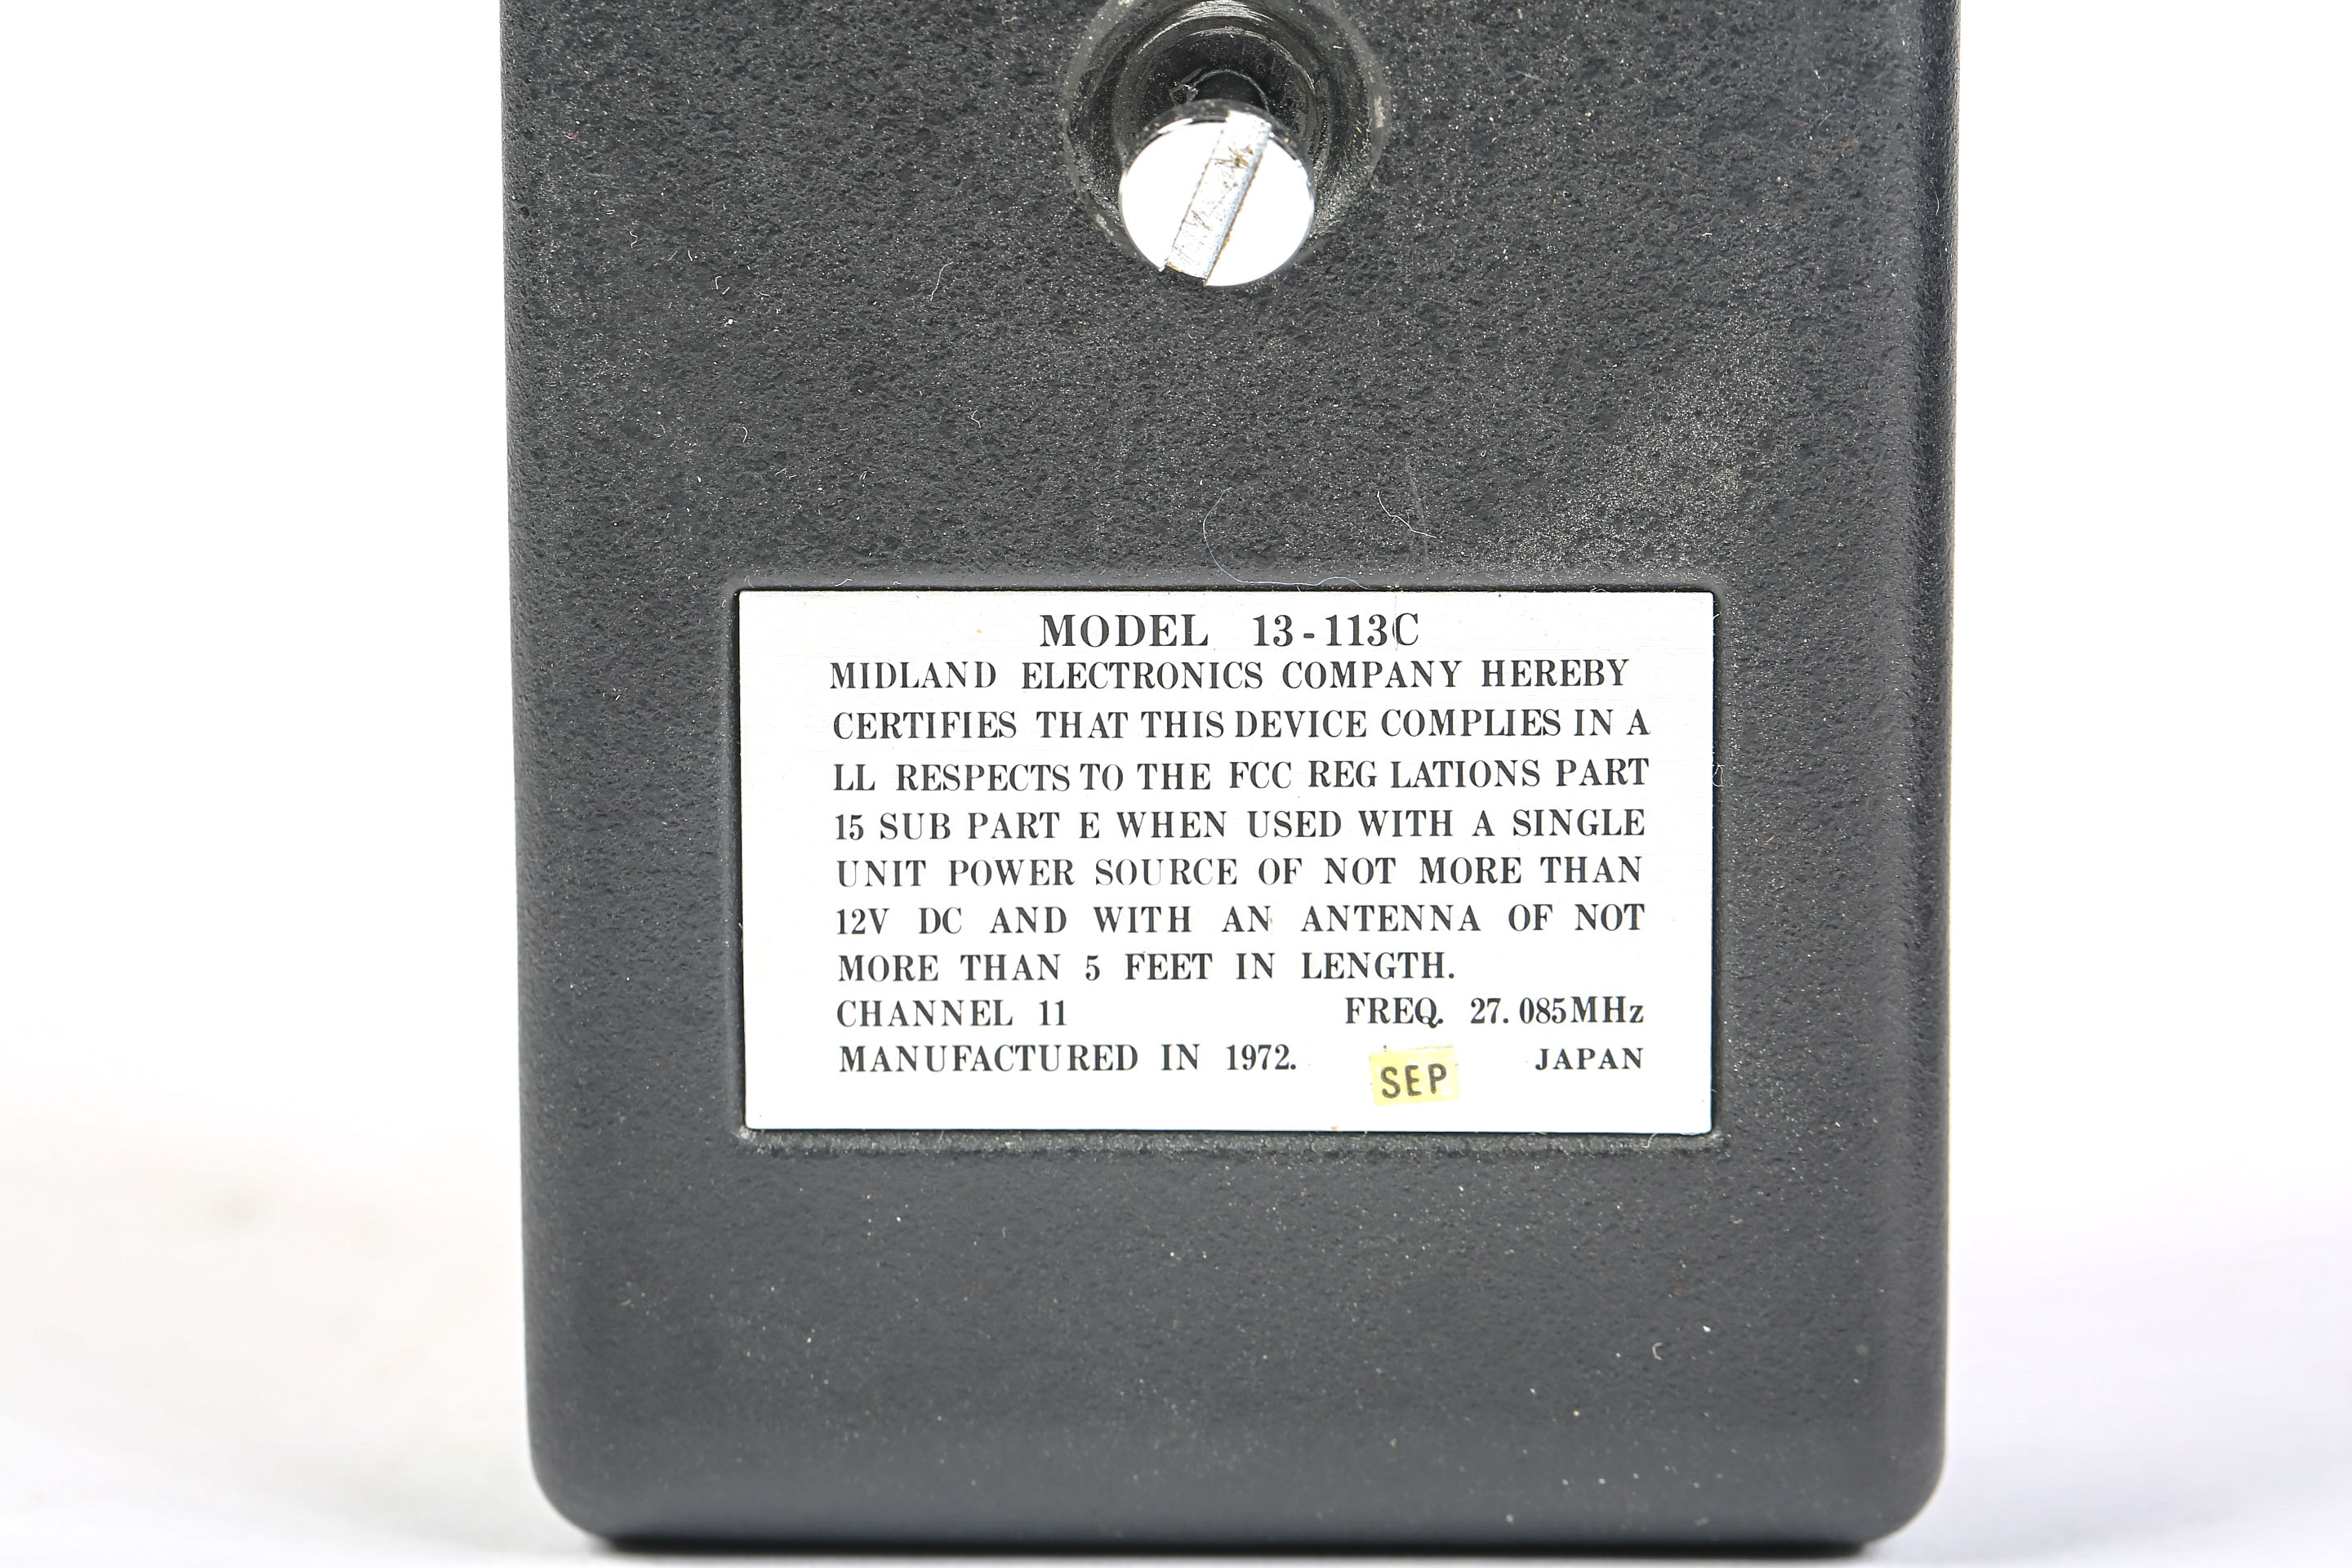 MODEL 13-113C
MIDLAND ELECTRONICS COMPANY HEREBY
CERTIFIES THAT THIS DEVICE COMPLIES IN A
LL RESPECTS TO THE FCC REG LATIONS PART
15 SUB PART E WHEN USED WITH A SINGLE
UNIT POWER SOURCE OF NOT MORE THAN
12V DC AND WITH AN ANTENNA OF NOT
MORE THAN 5 FEET IN LENGTH.
CHANNEL 11 FREQ. 27.085MHz
MANUFACTURED IN 1972. SEP JAPAN